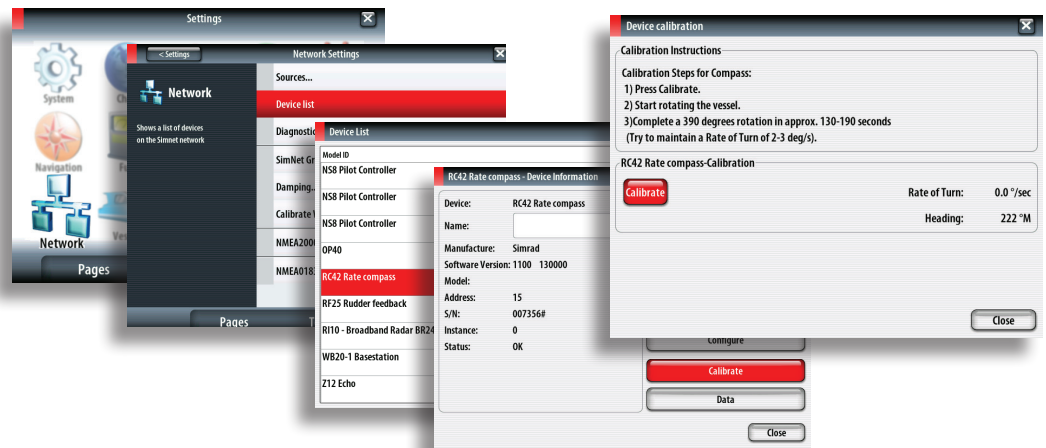 Settings
System
Navigation
Network
Pages
< Settings
Network Settings
Network
Shows a list of devices
on the Simnet network
Sources...
Device list
Diagnostic
SimNet Gr
Damping..
Calibrate
NMEA200
NMEA018
Pages
Device List
Model ID
NS8 Pilot Controller
NS8 Pilot Controller
NS8 Pilot Controller
OP40
RC42 Rate compass
RF25 Rudder feedback
RI10 - Broadband Radar BR24
WB20-1 Basestation
Z12 Echo
RC42 Rate compass - Device Information
Device: RC42 Rate compass
Name:
Manufacture: Simrad
Software Version: 1100 130000
Model:
Address: 15
S/N: 007356#
Instance: 0
Status: OK
Configure
Calibrate
Data
Close
Device calibration
Calibration Instructions
Calibration Steps for Compass:
1) Press Calibrate.
2) Start rotating the vessel.
3)Complete a 390 degrees rotation in approx. 130-190 seconds
(Try to maintain a Rate of Turn of 2-3 deg/s).
RC42 Rate compass-Calibration
Calibrate
Rate of Turn: 0.0 °/sec
Heading: 222 °M
Close